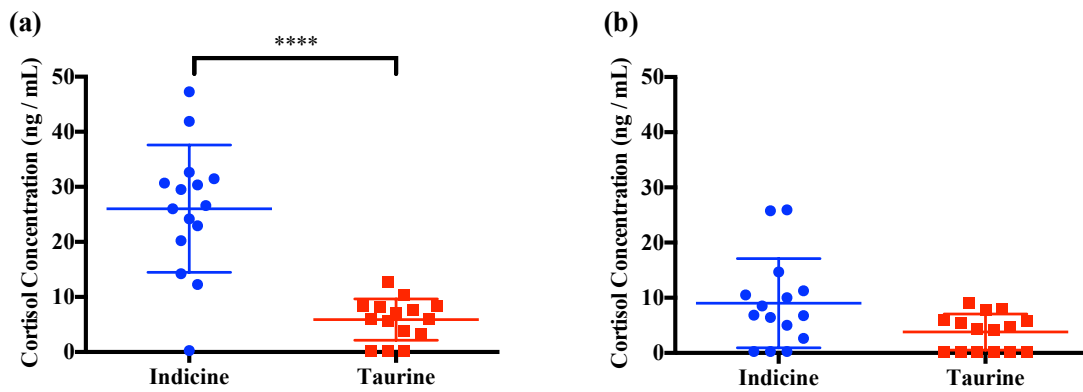 (a)
****
Cortisol Concentration (ng / mL)
50
40
30
20
10
0
Indicine
Taurine
(b)
Cortisol Concentration (ng / mL)
50
40
30
20
10
0
Indicine
Taurine